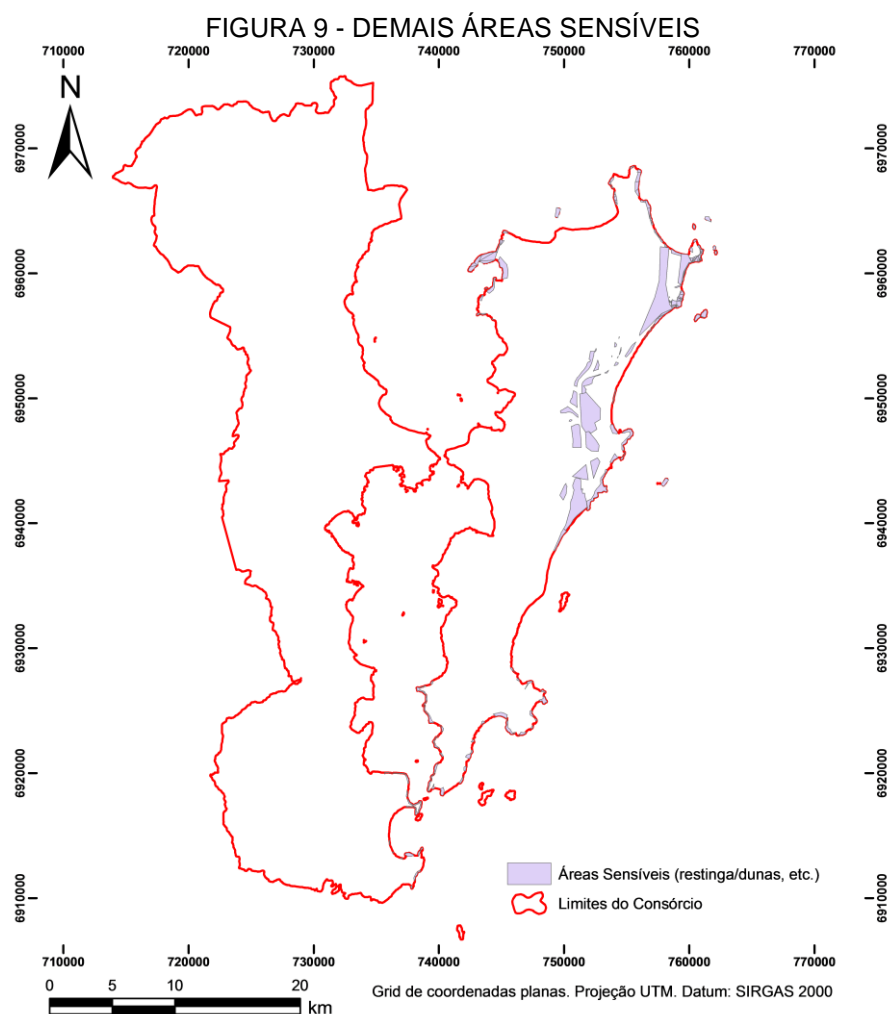 FIGURA 9 - DEMAIS ÁREAS SENSÍVEIS
710000 720000 730000 740000 750000 760000 770000
N
6970000 6970000
6960000 6960000
6950000 6950000
6940000 6940000
6930000 6930000
6920000 6920000
Áreas Sensíveis (restinga/dunas, etc.)
Limites do Consórcio
6910000 6910000
710000 720000 730000 740000 750000 760000 770000
0 5 10 20
km
Grid de coordenadas planas. Projeção UTM. Datum: SIRGAS 2000